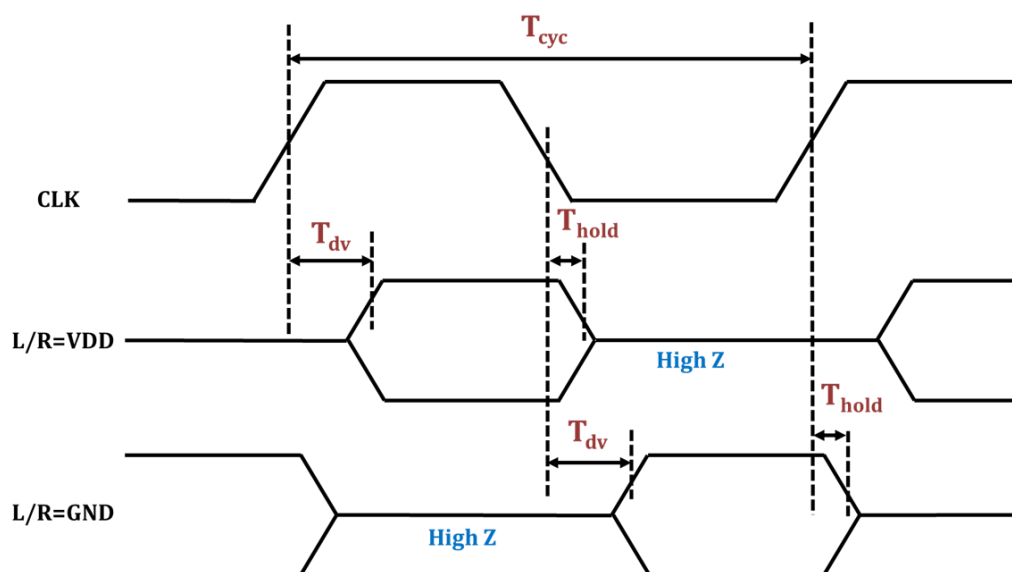 Tcyc
CLK
Thold
Tdv
L/R=VDD
High Z
Thold
Tdv
L/R=GND
High Z